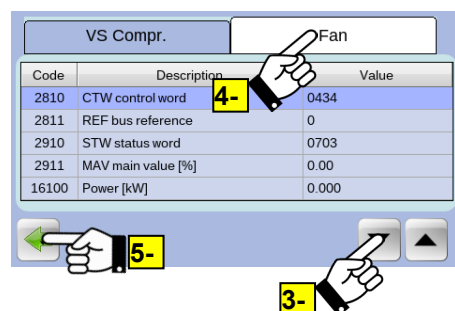 VS Compr. Fan
Code Description Value
4-
2810 CTW control word 0434
2811 REF bus reference 0
2910 STW status word 0703
2911 MAV main value [%] 0.00
16100 Power [kW] 0.000
5-
3-